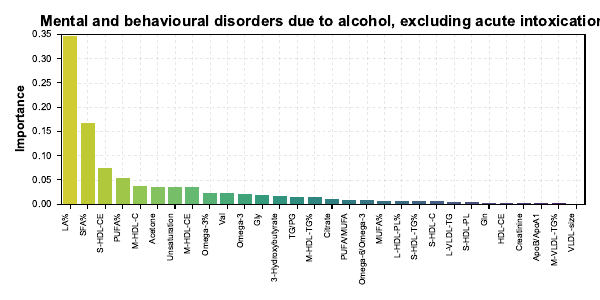 Mental and behavioural disorders due to alcohol, excluding acute intoxication
Importance
0.35
0.30
0.25
0.20
0.15
0.10
0.05
0.00
LA%
SFA%
S-HDL-CE
PUFA%
M-HDL-C
Acetone
Unsaturation
M-HDL-CE
Omega-3%
Val
Omega-3
Gly
3-Hydroxybutyrate
TG/PG
M-HDL-TG%
Citrate
PUFA/MUFA
Omega-6/Omega-3
MUFA%
L-HDL-PL%
S-HDL-TG%
S-HDL-C
L-VLDL-TG
S-HDL-PL
Gln
HDL-CE
Creatinine
ApoB/ApoA1
M-VLDL-TG%
VLDL-size